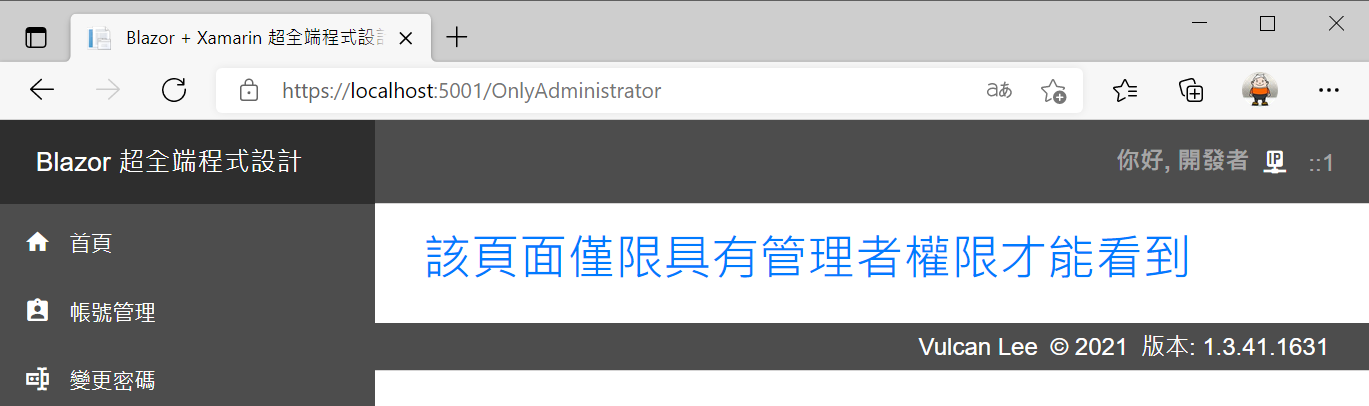 Blazor + Xamarin 超全端程式設計
https://localhost:5001/OnlyAdministrator
aあ
Blazor 超全端程式設計
你好, 開發者 IP ::1
首頁
該頁面僅限具有管理者權限才能看到
帳號管理
Vulcan Lee © 2021 版本: 1.3.41.1631
變更密碼